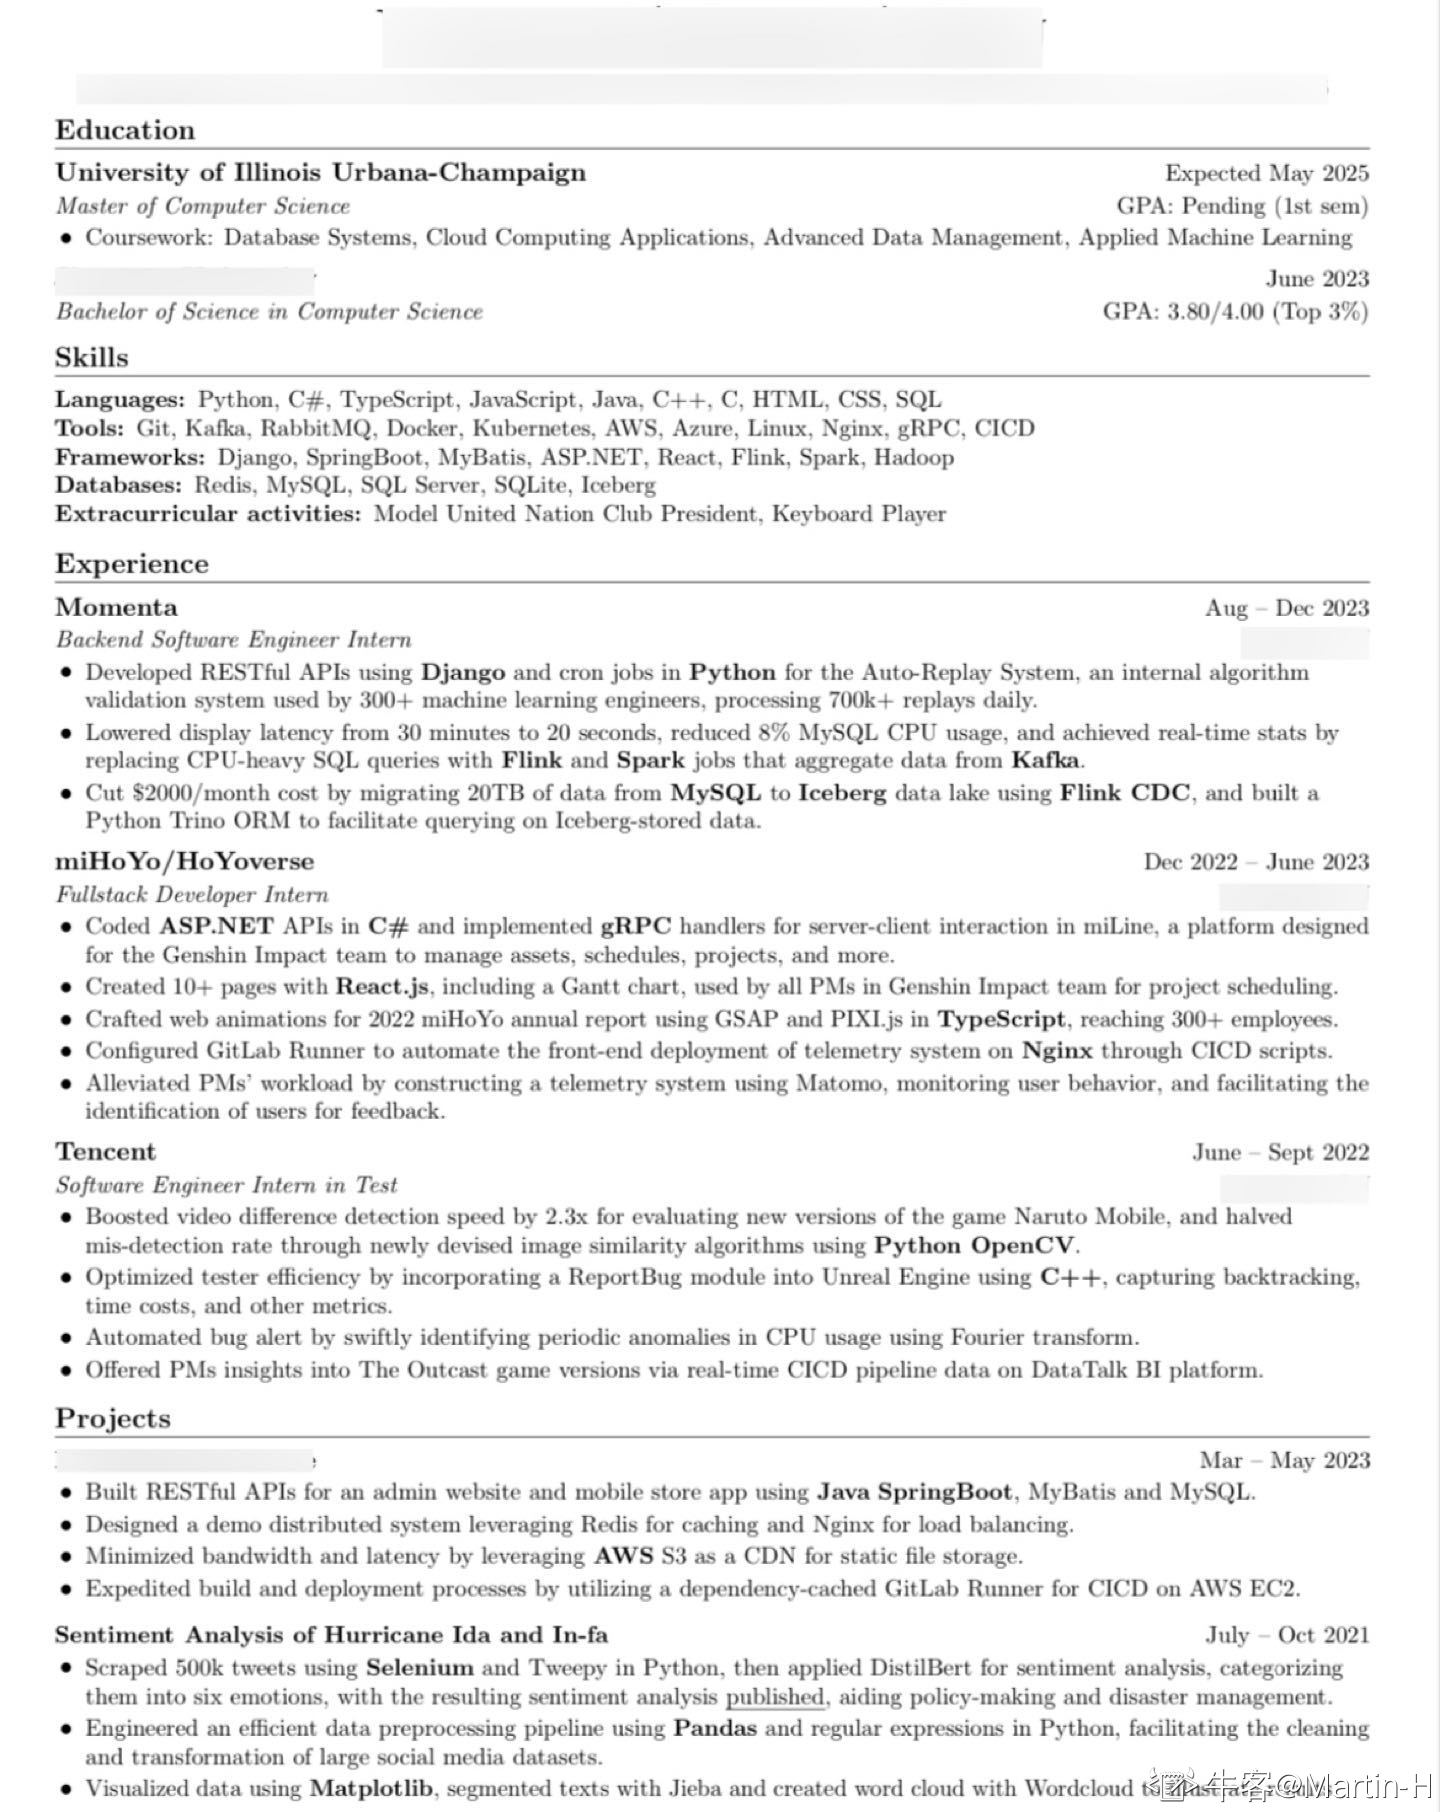 Education
University of Illinois Urbana-Champaign Expected May 2025
Master of Computer Science GPA: Pending (1st sem)
• Coursework: Database Systems, Cloud Computing Applications, Advanced Data Management, Applied Machine Learning
June 2023
Bachelor of Science in Computer Science GPA: 3.80/4.00 (Top 3%)
Skills
Languages: Python, C#, TypeScript, JavaScript, Java, C++, C, HTML, CSS, SQL
Tools: Git, Kafka, RabbitMQ, Docker, Kubernetes, AWS, Azure, Linux, Nginx, gRPC, CICD
Frameworks: Django, SpringBoot, MyBatis, ASP.NET, React, Flink, Spark, Hadoop
Databases: Redis, MySQL, SQL Server, SQLite, Iceberg
Extracurricular activities: Model United Nation Club President, Keyboard Player
Experience
Momenta Aug – Dec 2023
Backend Software Engineer Intern
• Developed RESTful APIs using Django and cron jobs in Python for the Auto-Replay System, an internal algorithm
validation system used by 300+ machine learning engineers, processing 700k+ replays daily.
• Lowered display latency from 30 minutes to 20 seconds, reduced 8% MySQL CPU usage, and achieved real-time stats by
replacing CPU-heavy SQL queries with Flink and Spark jobs that aggregate data from Kafka.
• Cut $2000/month cost by migrating 20TB of data from MySQL to Iceberg data lake using Flink CDC, and built a
Python Trino ORM to facilitate querying on Iceberg-stored data.
miHoYo/HoYoverse Dec 2022 – June 2023
Fullstack Developer Intern
• Coded ASP.NET APIs in C# and implemented gRPC handlers for server-client interaction in miLine, a platform designed
for the Genshin Impact team to manage assets, schedules, projects, and more.
• Created 10+ pages with React.js, including a Gantt chart, used by all PMs in Genshin Impact team for project scheduling.
• Crafted web animations for 2022 miHoYo annual report using GSAP and PIXI.js in TypeScript, reaching 300+ employees.
• Configured GitLab Runner to automate the front-end deployment of telemetry system on Nginx through CICD scripts.
• Alleviated PMs' workload by constructing a telemetry system using Matomo, monitoring user behavior, and facilitating the
identification of users for feedback.
Tencent June – Sept 2022
Software Engineer Intern in Test
• Boosted video difference detection speed by 2.3x for evaluating new versions of the game Naruto Mobile, and halved
mis-detection rate through newly devised image similarity algorithms using Python OpenCV.
• Optimized tester efficiency by incorporating a ReportBug module into Unreal Engine using C++, capturing backtracking,
time costs, and other metrics.
• Automated bug alert by swiftly identifying periodic anomalies in CPU usage using Fourier transform.
• Offered PMs insights into The Outcast game versions via real-time CICD pipeline data on DataTalk BI platform.
Projects
Mar – May 2023
• Built RESTful APIs for an admin website and mobile store app using Java SpringBoot, MyBatis and MySQL.
• Designed a demo distributed system leveraging Redis for caching and Nginx for load balancing.
• Minimized bandwidth and latency by leveraging AWS S3 as a CDN for static file storage.
• Expedited build and deployment processes by utilizing a dependency-cached GitLab Runner for CICD on AWS EC2.
Sentiment Analysis of Hurricane Ida and In-fa July – Oct 2021
• Scraped 500k tweets using Selenium and Tweepy in Python, then applied DistilBert for sentiment analysis, categorizing
them into six emotions, with the resulting sentiment analysis published, aiding policy-making and disaster management.
• Engineered an efficient data preprocessing pipeline using Pandas and regular expressions in Python, facilitating the cleaning
and transformation of large social media datasets.
• Visualized data using Matplotlib, segmented texts with Jieba and created word cloud with Wordcloud
牛客@Martin-H